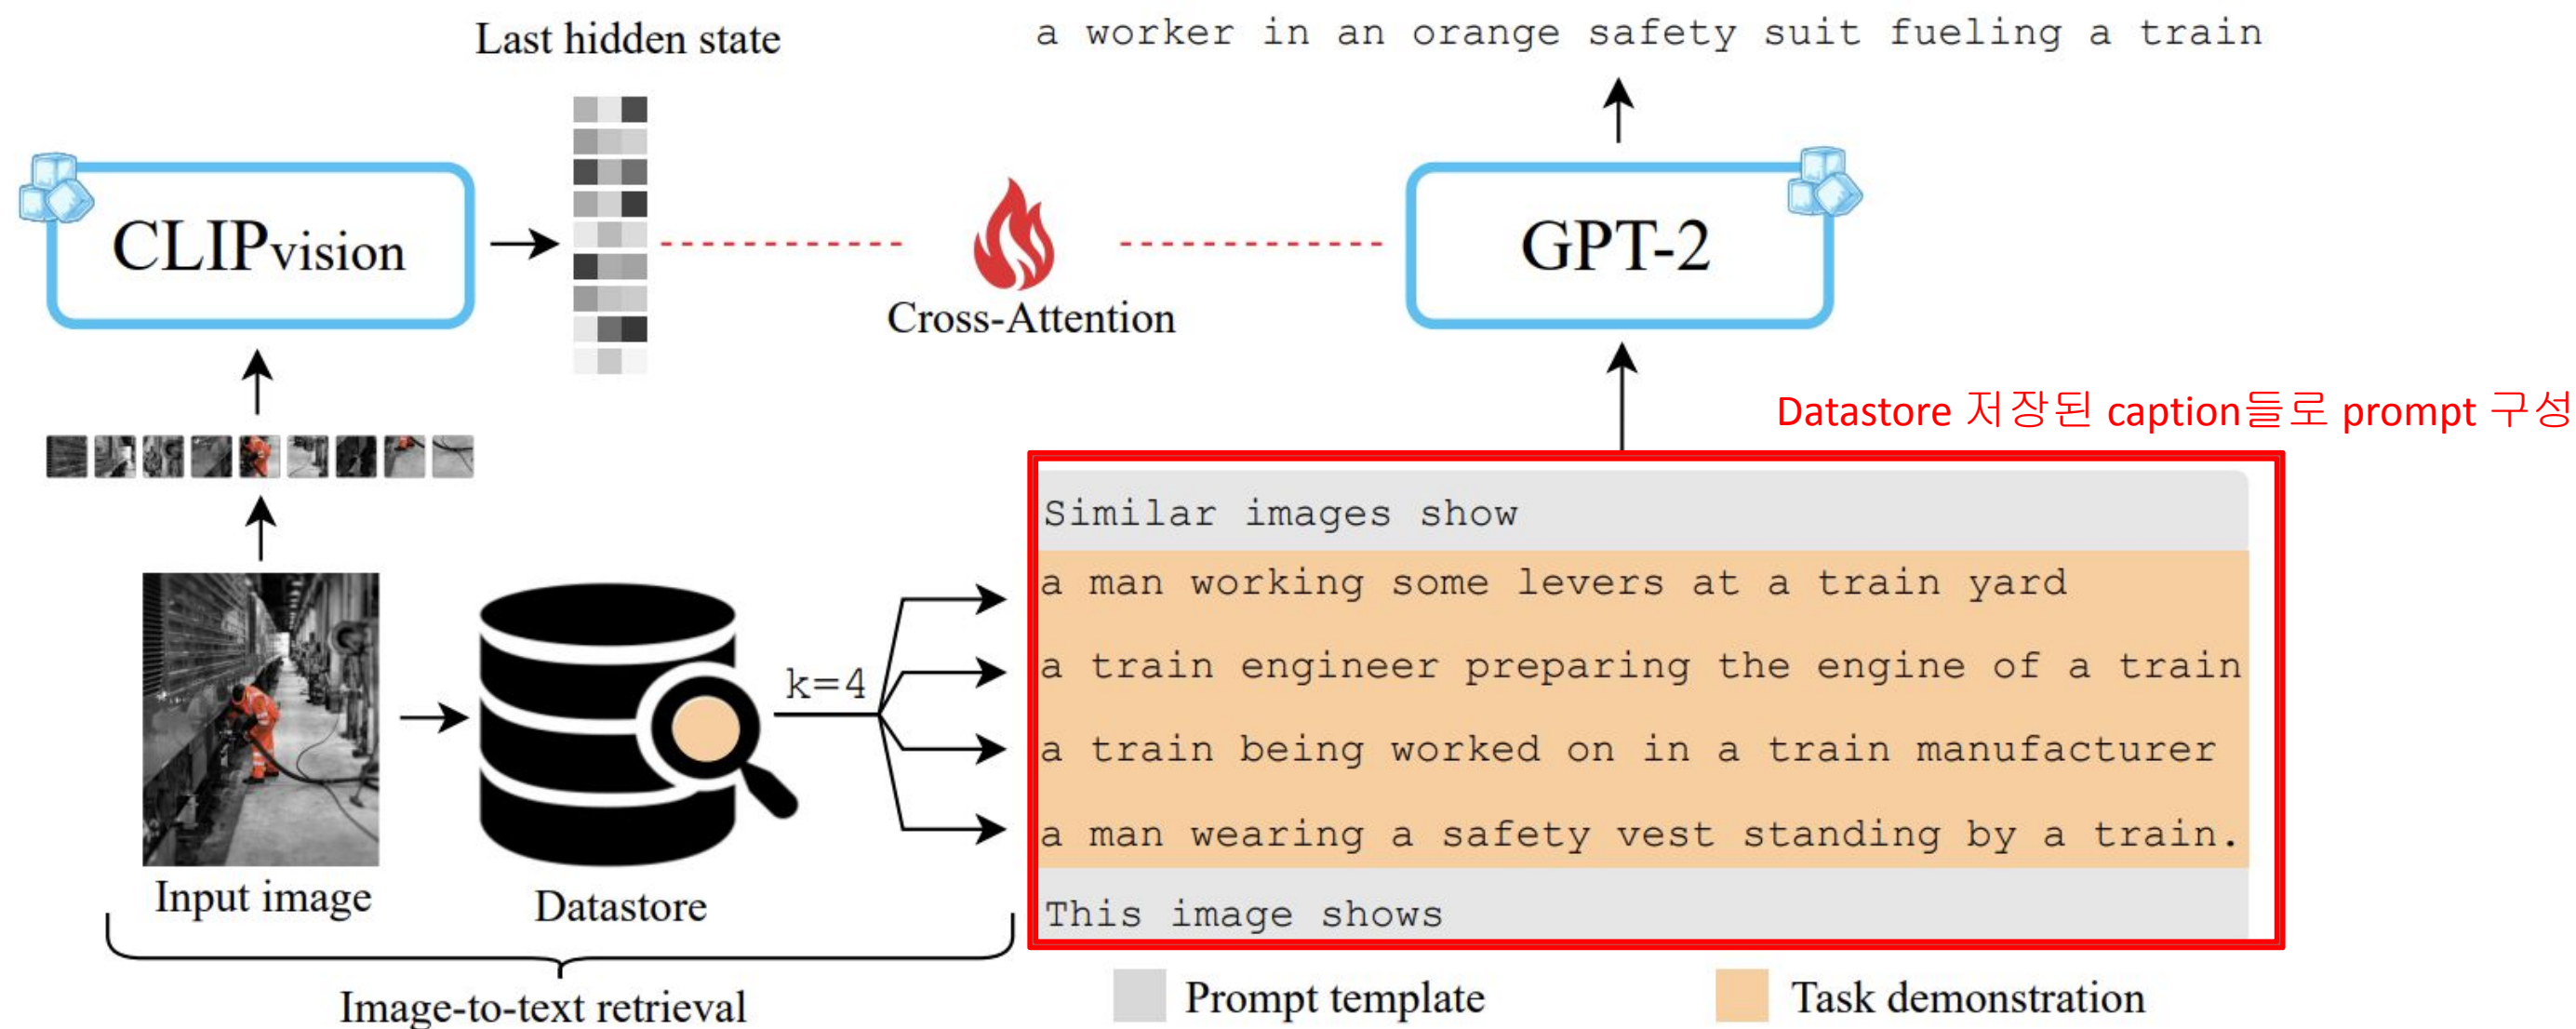 Last hidden state
a worker in an orange safety suit fueling a train
CLIPvision
Cross-Attention
GPT-2
Datastore 저장된 caption들로 prompt 구성
Similar images show
a man working some levers at a train yard
a train engineer preparing the engine of a train
a train being worked on in a train manufacturer
a man wearing a safety vest standing by a train.
This image shows
k=4
Input image
Datastore
Image-to-text retrieval
Prompt template
Task demonstration